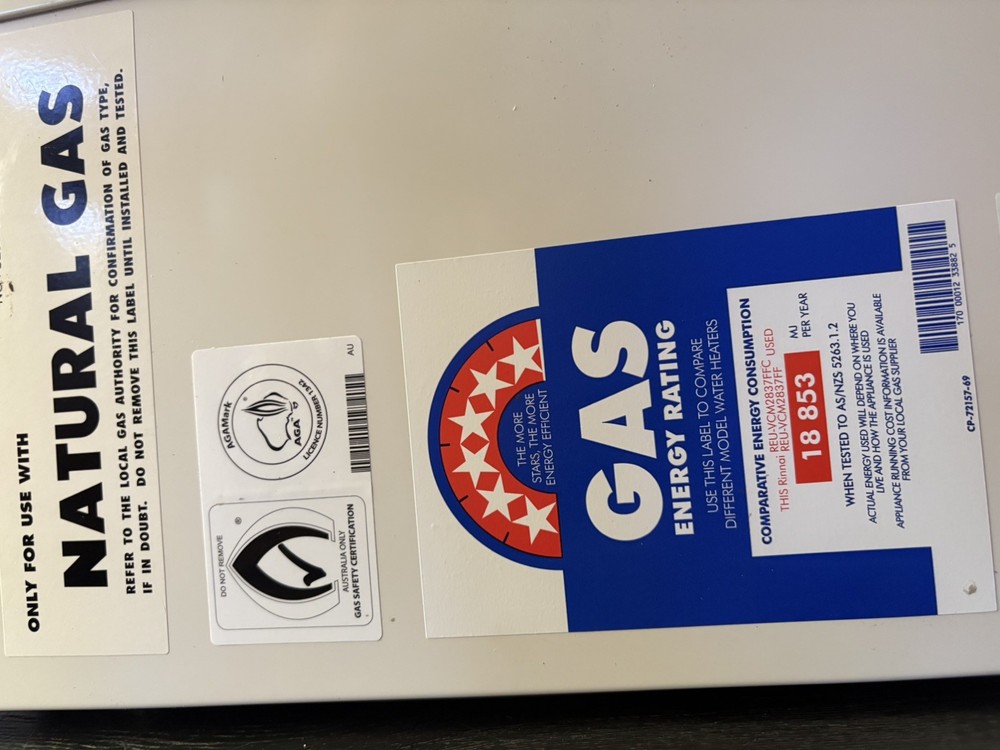 ONLY FOR USE WITH
NATURAL GAS
REFER TO THE LOCAL GAS AUTHORITY FOR CONFIRMATION OF GAS TYPE,
IF IN DOUBT. DO NOT REMOVE THIS LABEL UNTIL INSTALLED AND TESTED.
DO NOT REMOVE
®
AUSTRALIA ONLY
GAS SAFETY CERTIFICATION
AGAMark ®
AGA
LICENCE NUMBER 1342
AU
THE MORE
STARS, THE MORE
ENERGY EFFICIENT
GAS
ENERGY RATING
USE THIS LABEL TO COMPARE
DIFFERENT MODEL WATER HEATERS
COMPARATIVE ENERGY CONSUMPTION
THIS Rinnai REU-VCM2837FFC USED
REU-VCM2837FF
18 853 MJ PER YEAR
WHEN TESTED TO AS/NZS 5263.1.2
ACTUAL ENERGY USED WILL DEPEND ON WHERE YOU
LIVE AND HOW THE APPLIANCE IS USED
APPLIANCE RUNNING COST INFORMATION IS AVAILABLE
FROM YOUR LOCAL GAS SUPPLIER
CP-72157-69
170 00012 33882 5